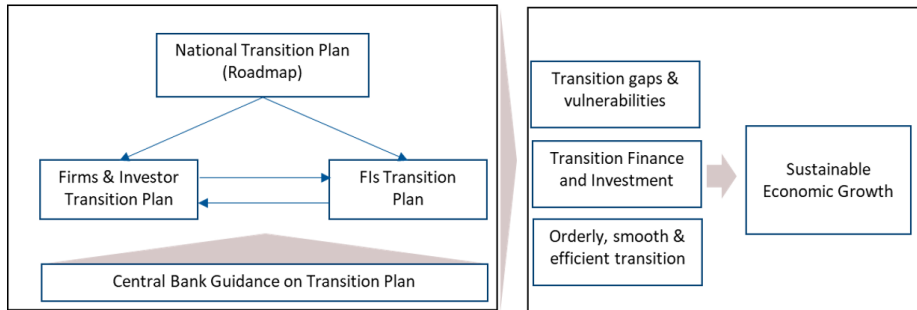 National Transition Plan
(Roadmap)
Firms & Investor
Transition Plan
FIs Transition
Plan
Central Bank Guidance on Transition Plan
Transition gaps &
vulnerabilities
Transition Finance
and Investment
Orderly, smooth &
efficient transition
Sustainable
Economic Growth